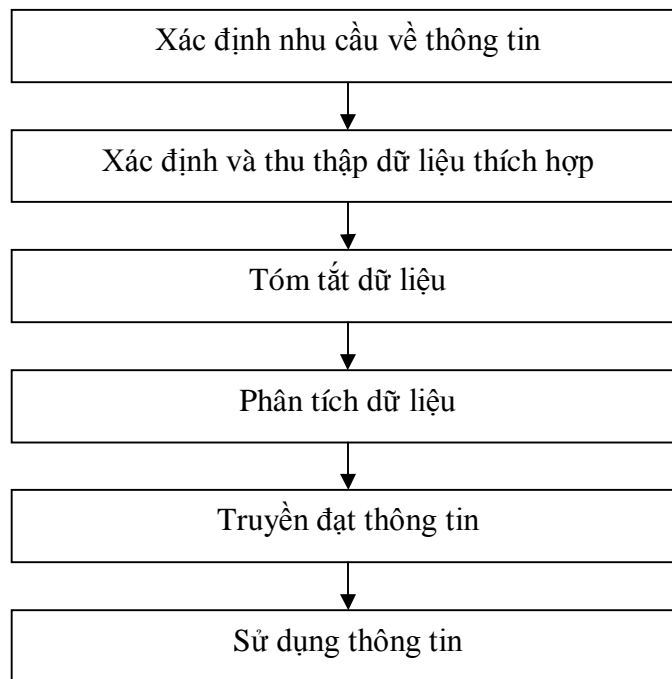 Xác định nhu cầu về thông tin
Xác định và thu thập dữ liệu thích hợp
Tóm tắt dữ liệu
Phân tích dữ liệu
Truyền đạt thông tin
Sử dụng thông tin